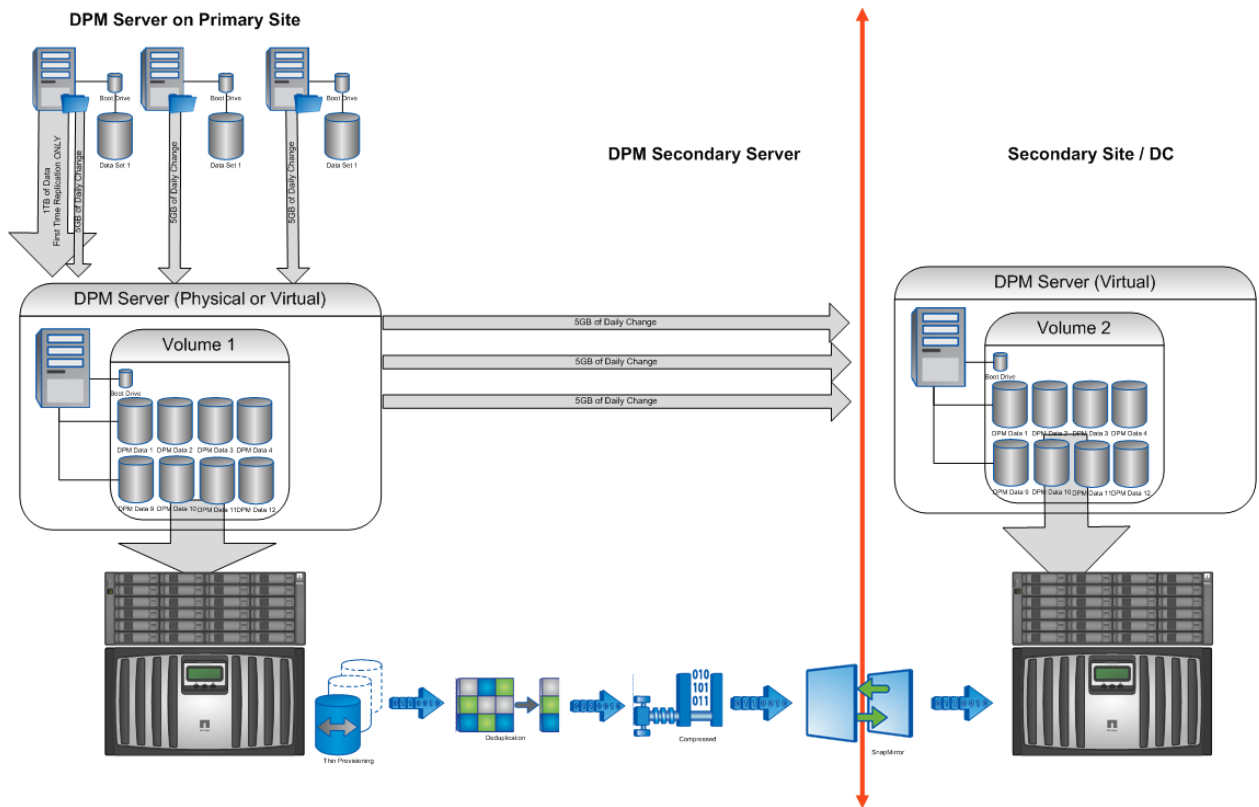 DPM Server on Primary Site
Boot Drive
Boot Drive
Boot Drive
Data Set 1
Data Set 1
Data Set 1
1TB of Data
First Time Replication ONLY
5GB of Daily Change
5GB of Daily Change
5GB of Daily Change
DPM Secondary Server
Secondary Site / DC
DPM Server (Physical or Virtual)
Volume 1
Boot Drive
DPM Data 1
DPM Data 2
DPM Data 3
DPM Data 4
DPM Data 9
DPM Data 10
DPM Data 11
DPM Data 12
5GB of Daily Change
5GB of Daily Change
5GB of Daily Change
DPM Server (Virtual)
Volume 2
Boot Drive
DPM Data 1
DPM Data 2
DPM Data 3
DPM Data 4
DPM Data 9
DPM Data 10
DPM Data 11
DPM Data 12
Thin Provisioning
Deduplication
010
101
011
Compressed
SnapMirror